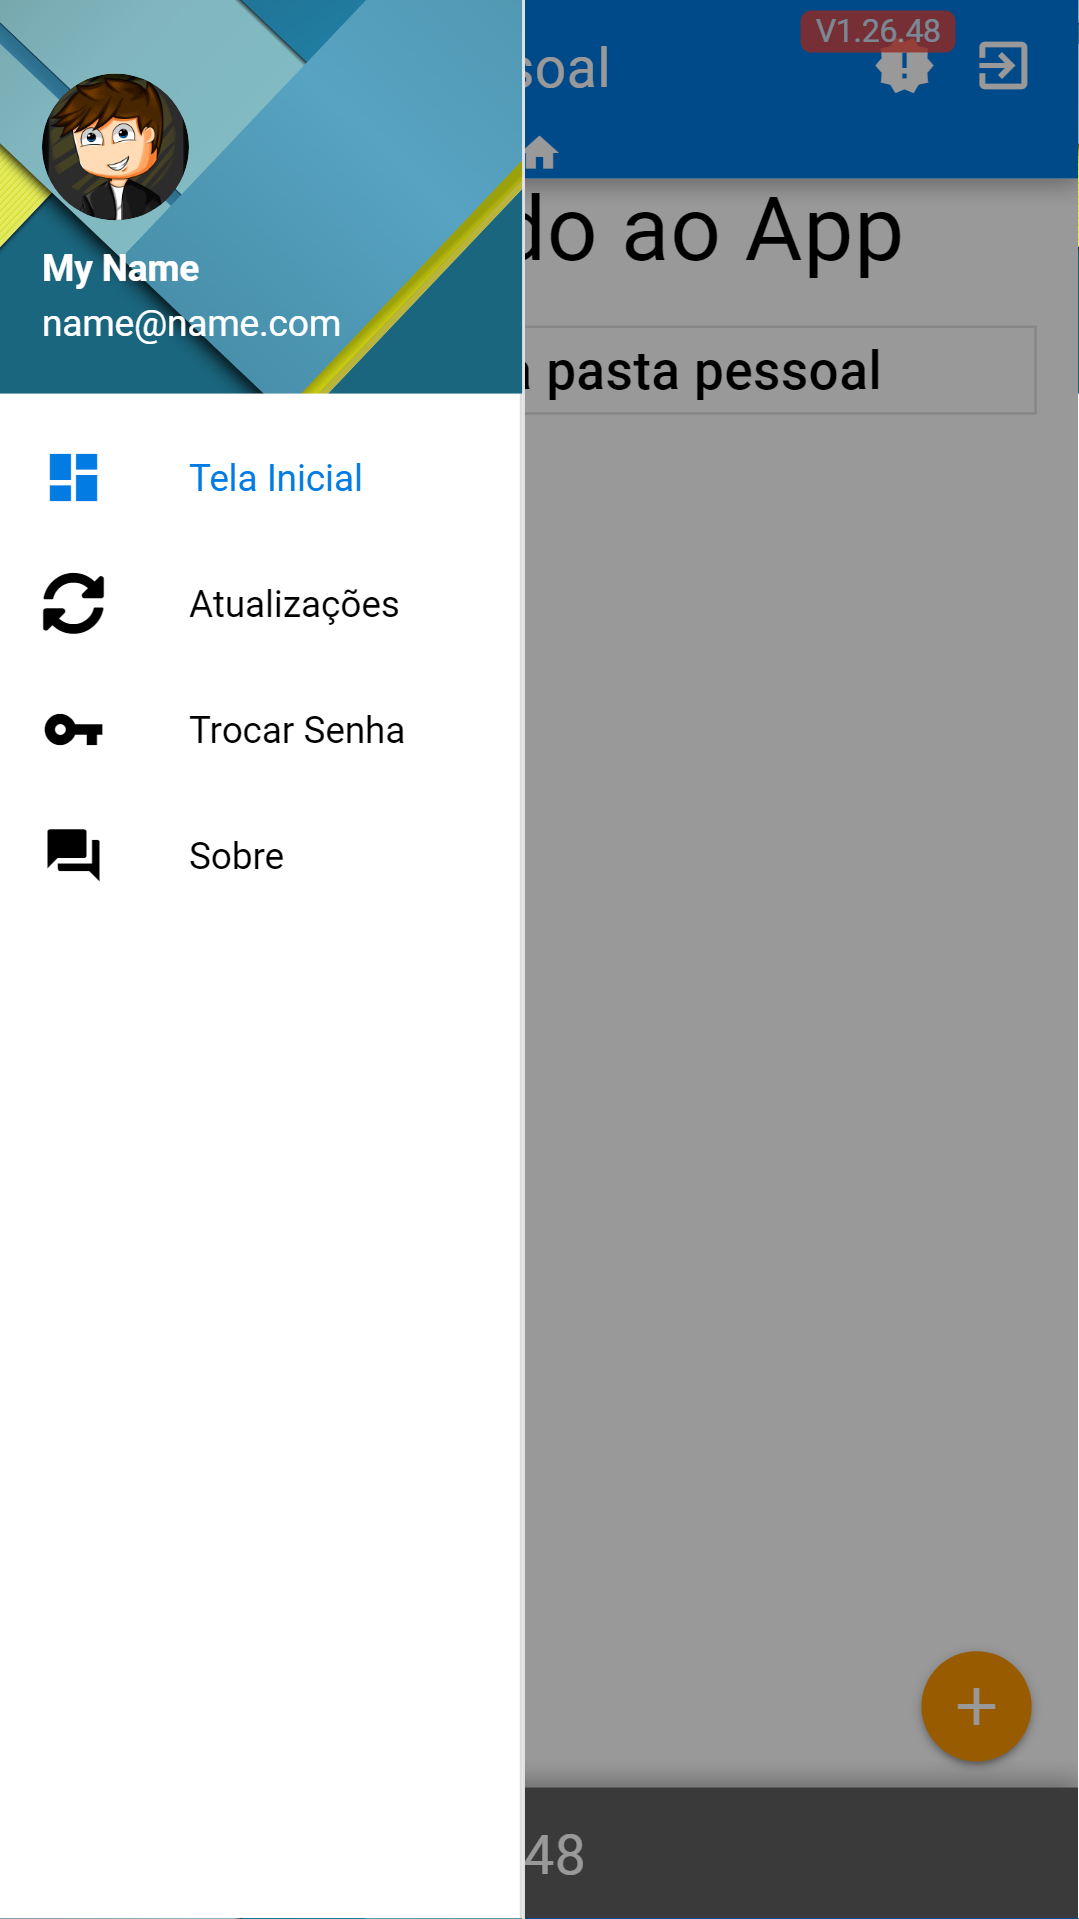 V1.26.48
soal
do ao App
My Name
name@name.com
pasta pessoal
Tela Inicial
Atualizações
Trocar Senha
Sobre
48